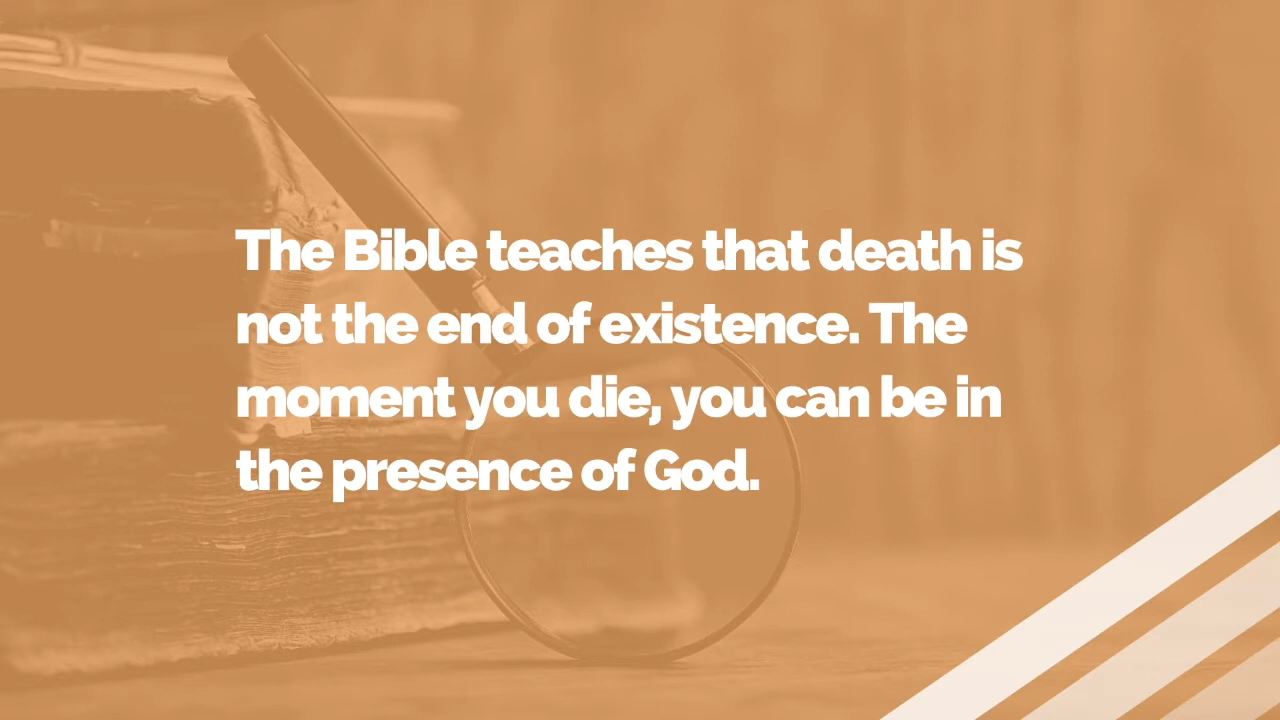 The Bible teaches that death is
not the end of existence. The
moment you die, you can be in
the presence of God.